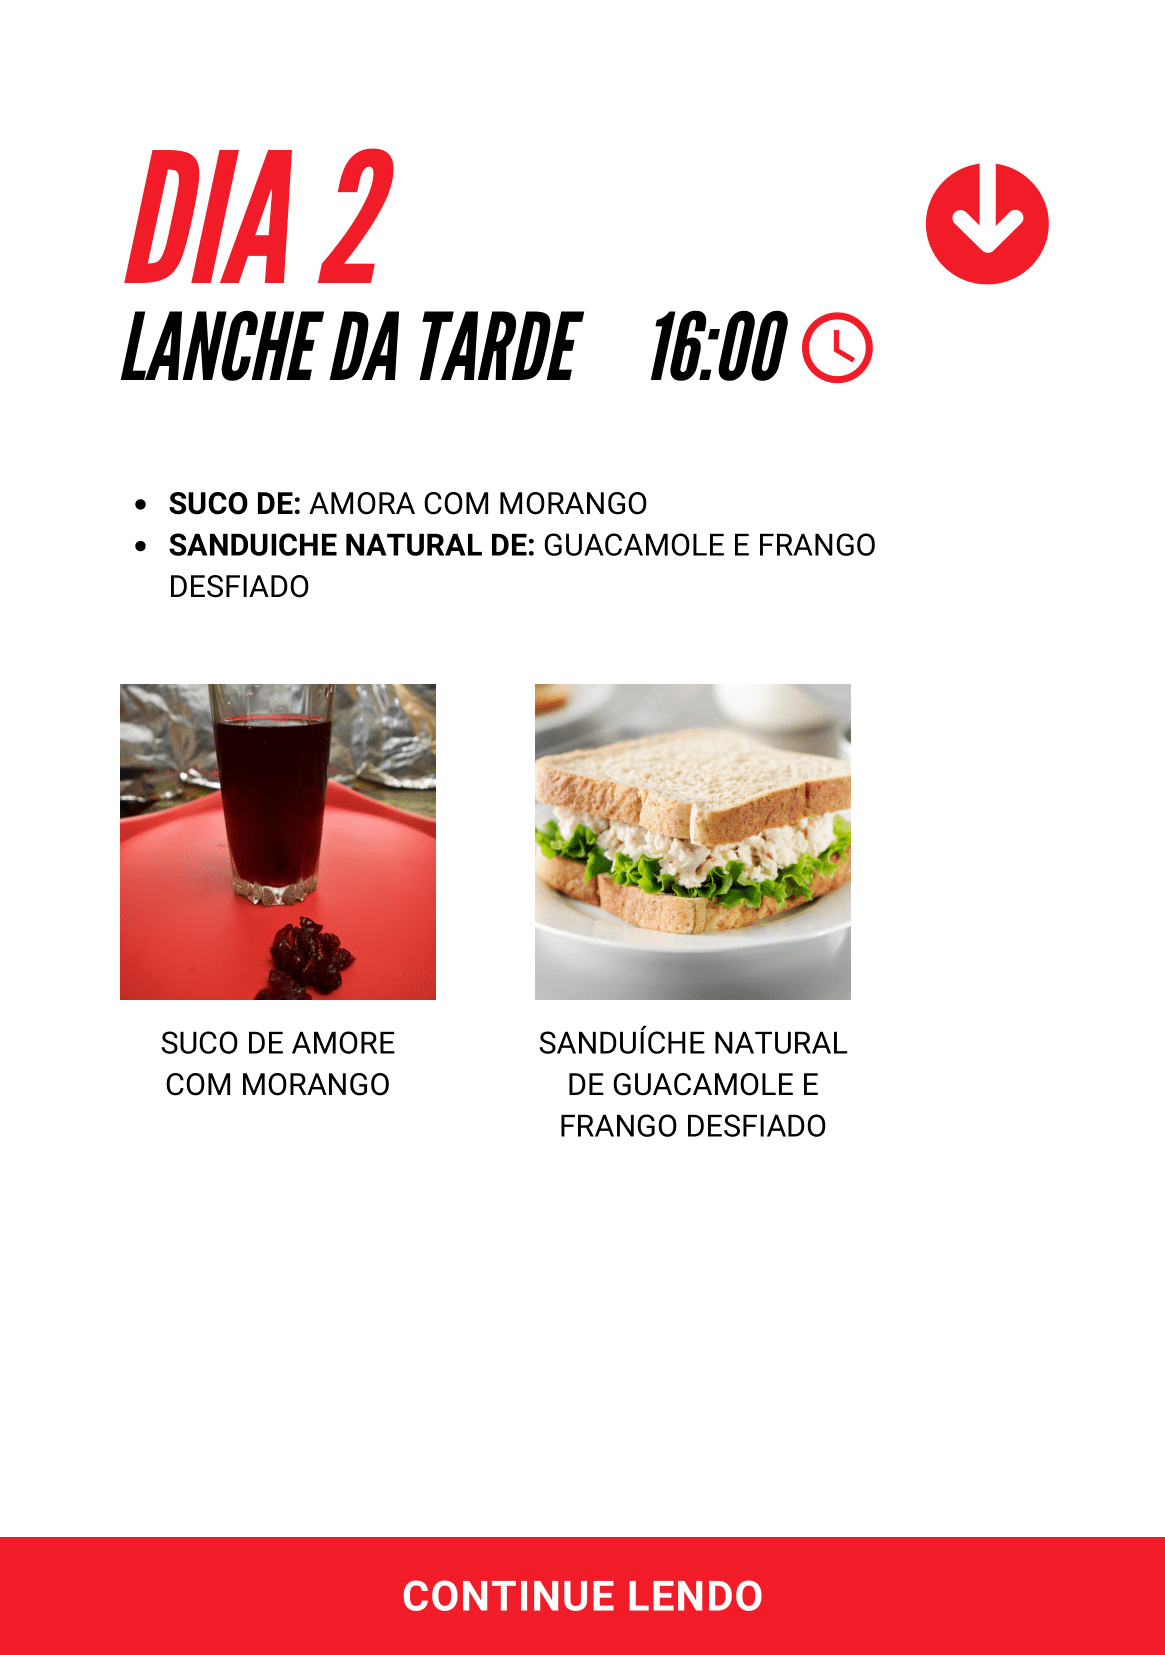 DIA 2
LANCHE DA TARDE 16:00
• SUCO DE: AMORA COM MORANGO
• SANDUICHE NATURAL DE: GUACAMOLE E FRANGO
DESFIADO
SUCO DE AMORE
COM MORANGO
SANDUÍCHE NATURAL
DE GUACAMOLE E
FRANGO DESFIADO
CONTINUE LENDO